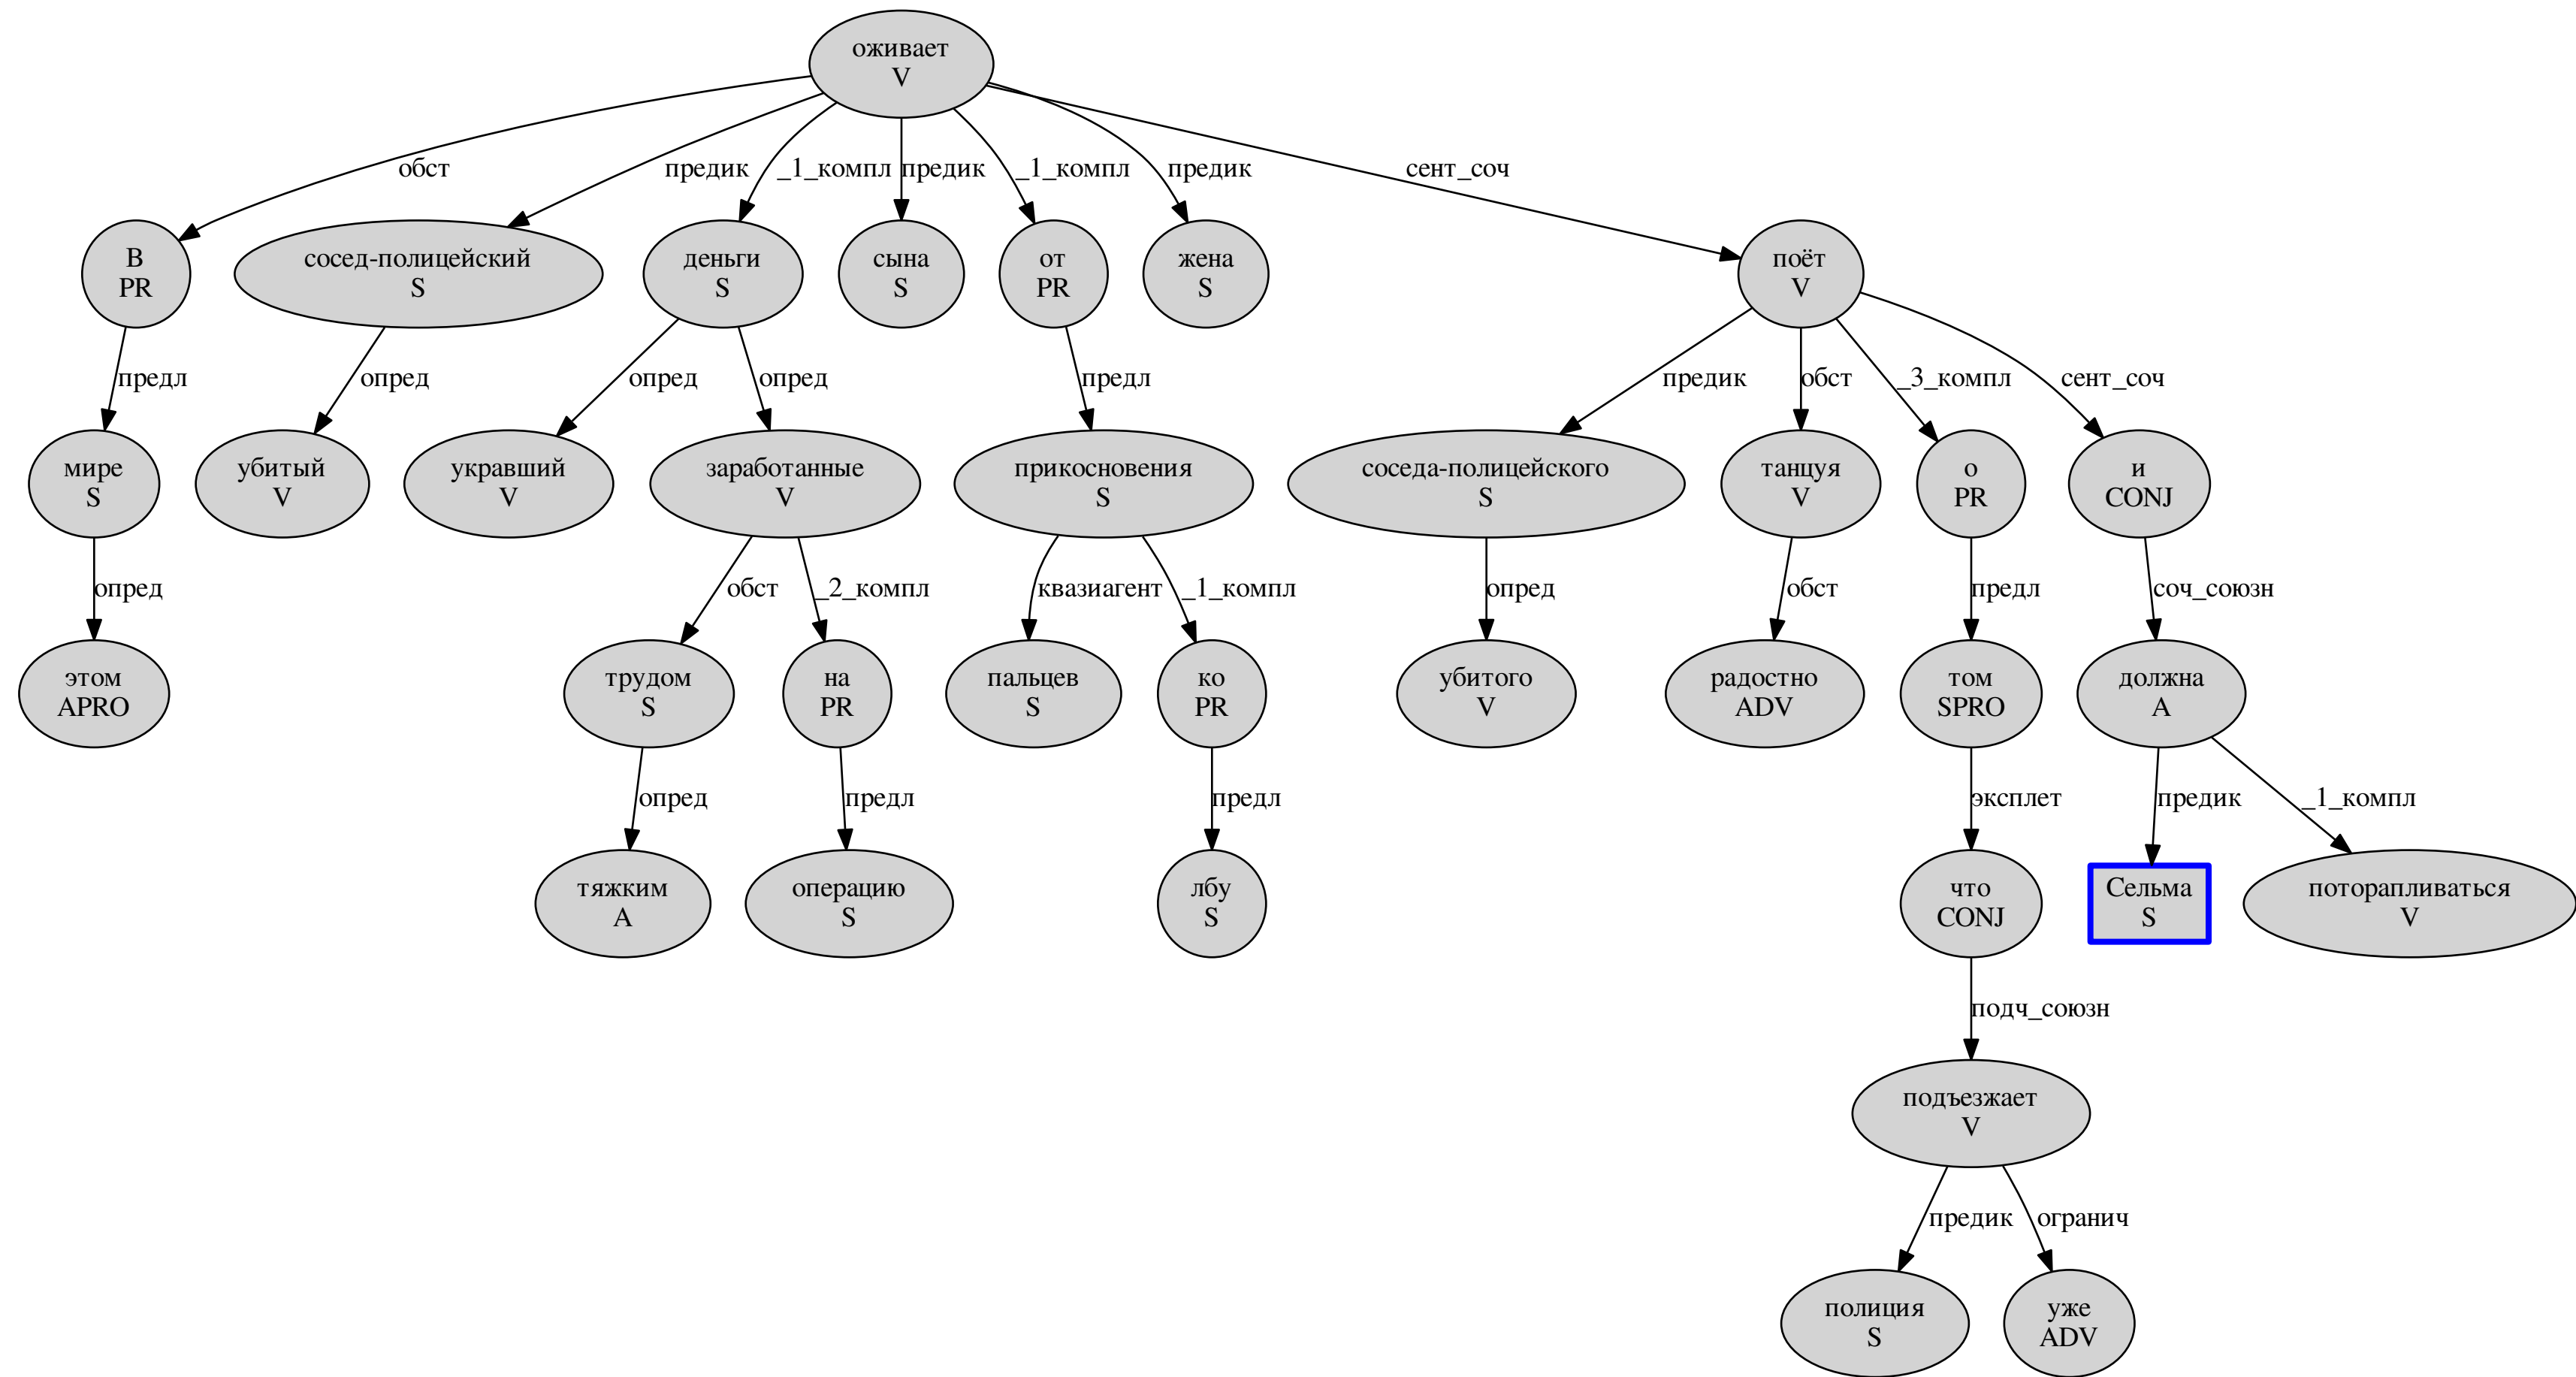 оживает
V
обст
предик
_1_компл
предик
_1_компл
предик
сент_соч
В
PR
сосед-полицейский
S
деньги
S
сына
S
от
PR
жена
S
поёт
V
предл
опред
опред
опред
предл
предик
обст
_3_компл
сент_соч
мире
S
убитый
V
укравший
V
заработанные
V
прикосновения
S
соседа-полицейского
S
танцуя
V
о
PR
и
CONJ
опред
обст
_2_компл
квазиагент
_1_компл
опред
обст
предл
соч_союзн
этом
APRO
трудом
S
на
PR
пальцев
S
ко
PR
убитого
V
радостно
ADV
том
SPRO
должна
A
опред
предл
предл
эксплет
предик
_1_компл
тяжким
A
операцию
S
лбу
S
что
CONJ
Сельма
S
поторапливаться
V
подч_союзн
подъезжает
V
предик
огранич
полиция
S
уже
ADV